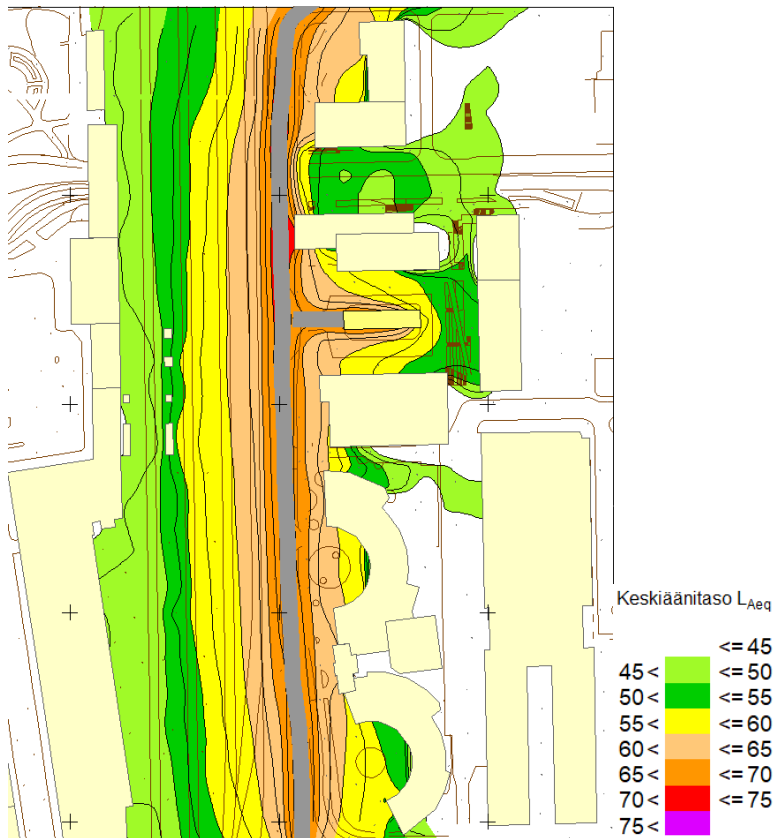 Keskiäänitaso LAeq
<= 45
45 < <= 50
50 < <= 55
55 < <= 60
60 < <= 65
65 < <= 70
70 < <= 75
75 <